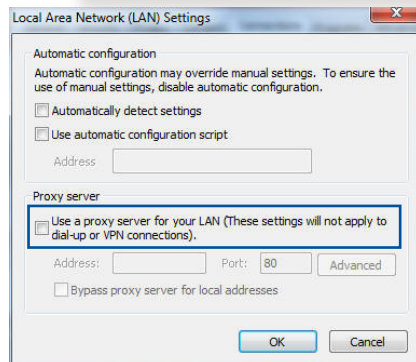 Local Area Network (LAN) Settings
Automatic configuration
Automatic configuration may override manual settings. To ensure the
use of manual settings, disable automatic configuration.
Automatically detect settings
Use automatic configuration script
Address
Proxy server
Use a proxy server for your LAN (These settings will not apply to
dial-up or VPN connections).
Address: Port: 80 Advanced
Bypass proxy server for local addresses
OK Cancel